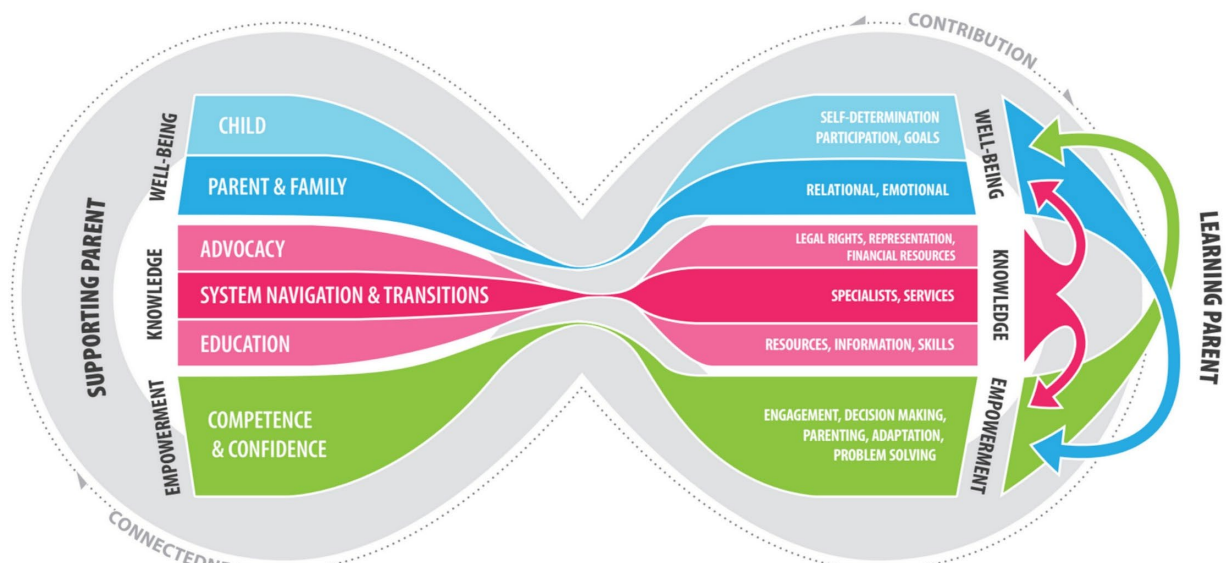 CONTRIBUTION
SUPPORTING PARENT
WELL-BEING
CHILD
PARENT & FAMILY
KNOWLEDGE
ADVOCACY
SYSTEM NAVIGATION & TRANSITIONS
EDUCATION
EMPOWERMENT
COMPETENCE
& CONFIDENCE
SELF-DETERMINATION
PARTICIPATION, GOALS
RELATIONAL, EMOTIONAL
WELL-BEING
LEGAL RIGHTS, REPRESENTATION,
FINANCIAL RESOURCES
SPECIALISTS, SERVICES
RESOURCES, INFORMATION, SKILLS
KNOWLEDGE
ENGAGEMENT, DECISION MAKING,
PARENTING, ADAPTATION,
PROBLEM SOLVING
EMPOWERMENT
LEARNING PARENT